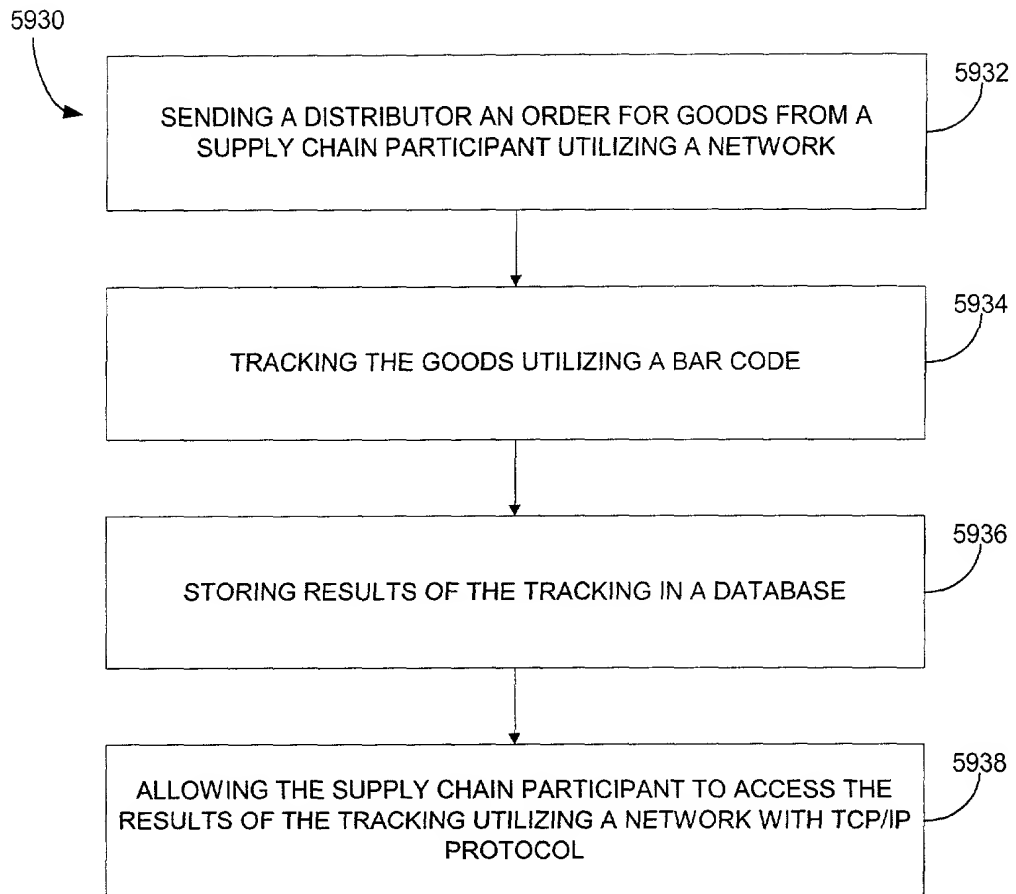 5930
5932
SENDING A DISTRIBUTOR AN ORDER FOR GOODS FROM A
SUPPLY CHAIN PARTICIPANT UTILIZING A NETWORK
5934
TRACKING THE GOODS UTILIZING A BAR CODE
5936
STORING RESULTS OF THE TRACKING IN A DATABASE
5938
ALLOWING THE SUPPLY CHAIN PARTICIPANT TO ACCESS THE
RESULTS OF THE TRACKING UTILIZING A NETWORK WITH TCP/IP
PROTOCOL